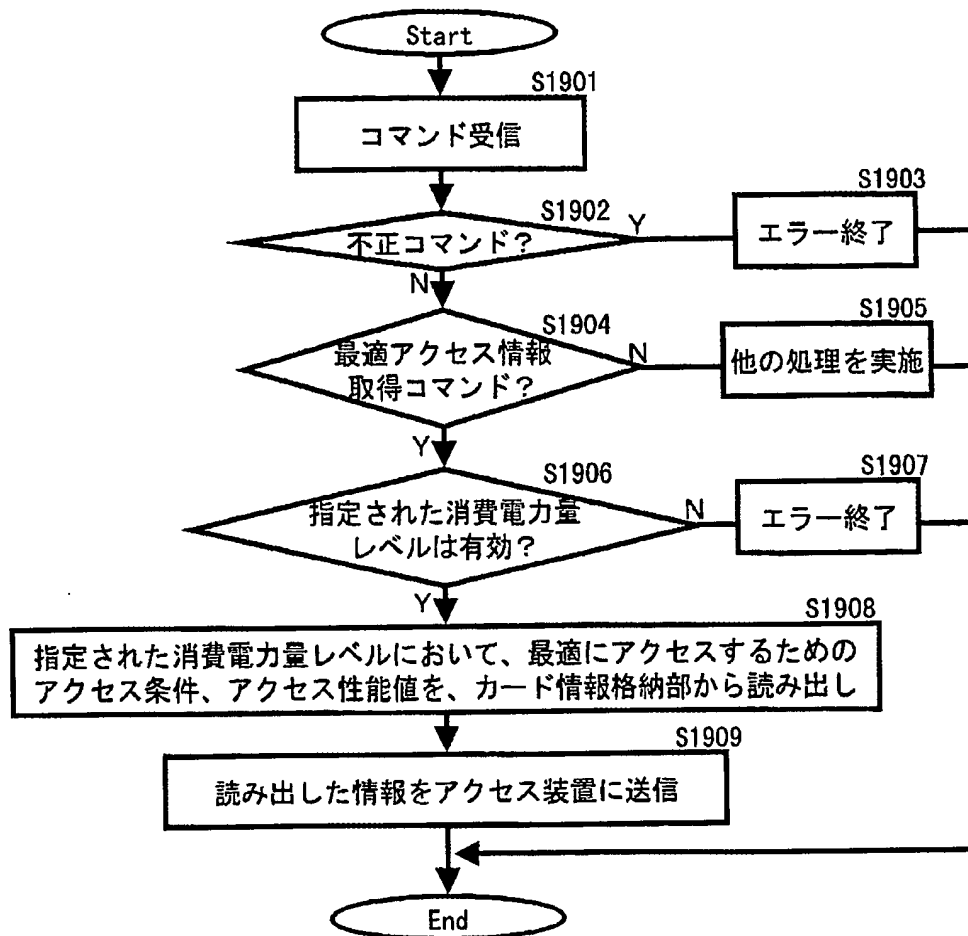 Start
S1901
コマンド受信
S1902
不正コマンド？
Y
N
S1903
エラー終了
S1904
最適アクセス情報
取得コマンド？
N
Y
S1905
他の処理を実施
S1906
指定された消費電力量
レベルは有効？
N
Y
S1907
エラー終了
S1908
指定された消費電力量レベルにおいて、最適にアクセスするための
アクセス条件、アクセス性能値を、カード情報格納部から読み出し
S1909
読み出した情報をアクセス装置に送信
End